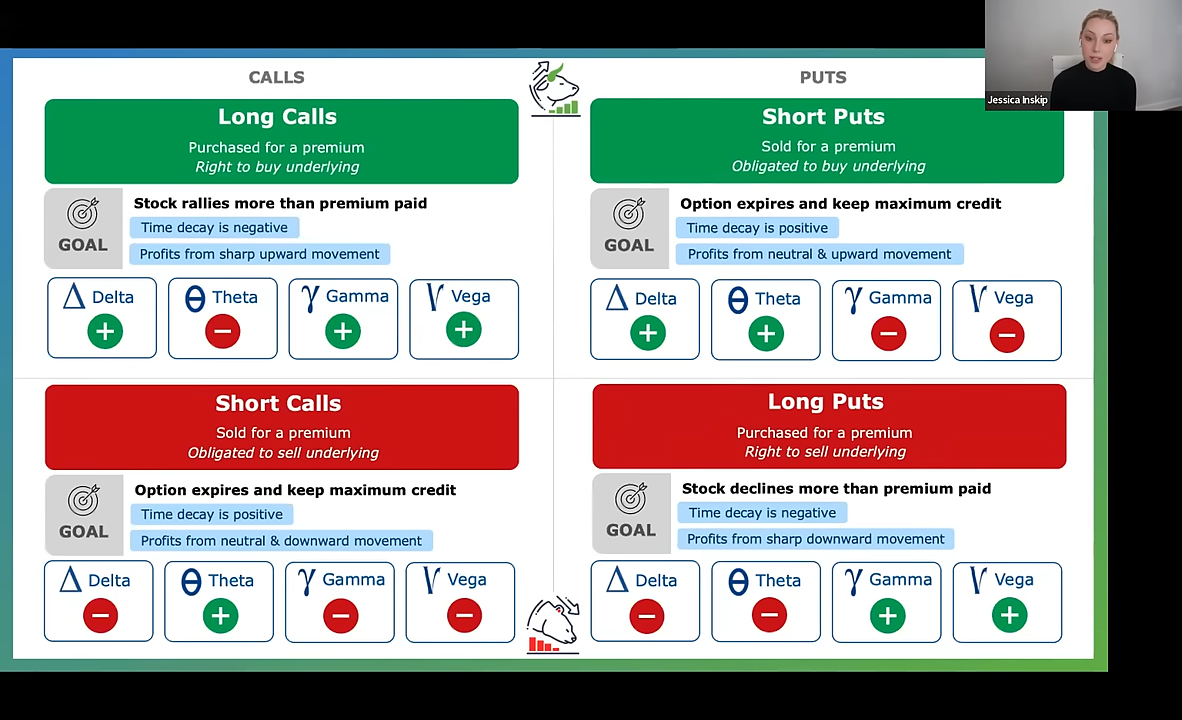 CALLS
PUTS
Jessica Inskip
Long Calls
Purchased for a premium
Right to buy underlying
GOAL
Stock rallies more than premium paid
Time decay is negative
Profits from sharp upward movement
Δ Delta
θ Theta
γ Gamma
ν Vega
+
−
+
+
Short Puts
Sold for a premium
Obligated to buy underlying
GOAL
Option expires and keep maximum credit
Time decay is positive
Profits from neutral & upward movement
Δ Delta
θ Theta
γ Gamma
ν Vega
+
+
−
−
Short Calls
Sold for a premium
Obligated to sell underlying
GOAL
Option expires and keep maximum credit
Time decay is positive
Profits from neutral & downward movement
Δ Delta
θ Theta
γ Gamma
ν Vega
−
+
−
−
Long Puts
Purchased for a premium
Right to sell underlying
GOAL
Stock declines more than premium paid
Time decay is negative
Profits from sharp downward movement
Δ Delta
θ Theta
γ Gamma
ν Vega
−
−
+
+